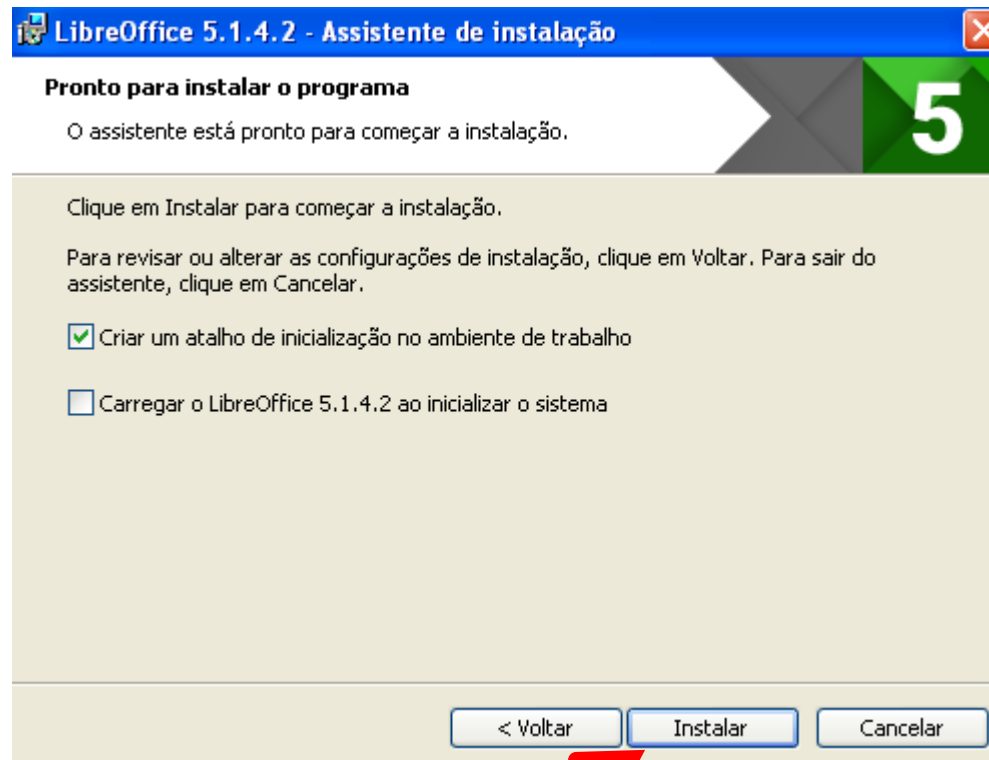 LibreOffice 5.1.4.2 - Assistente de instalação
Pronto para instalar o programa
O assistente está pronto para começar a instalação.
5
Clique em Instalar para começar a instalação.
Para revisar ou alterar as configurações de instalação, clique em Voltar. Para sair do
assistente, clique em Cancelar.
Criar um atalho de inicialização no ambiente de trabalho
Carregar o LibreOffice 5.1.4.2 ao inicializar o sistema
< Voltar Instalar Cancelar